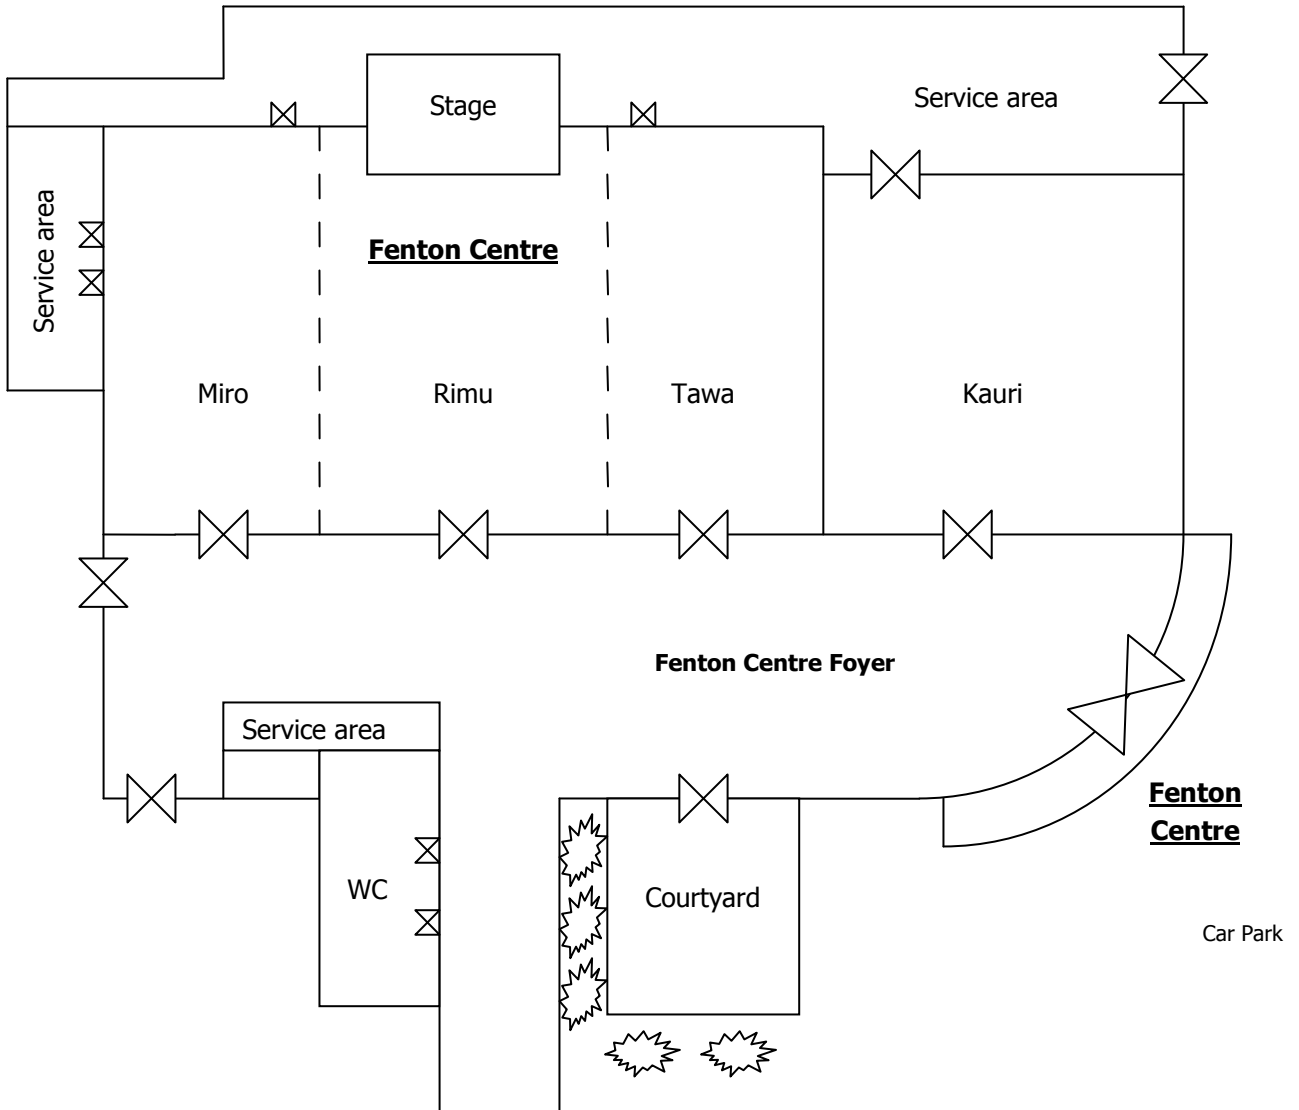 Stage
Service area
Service area
Fenton Centre
Miro
Rimu
Tawa
Kauri
Fenton Centre Foyer
Service area
Fenton
Centre
WC
Courtyard
Car Park